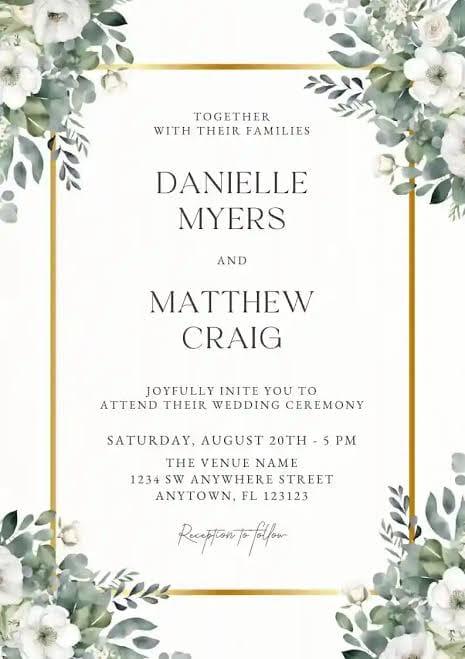 TOGETHER
WITH THEIR FAMILIES
DANIELLE
MYERS
AND
MATTHEW
CRAIG
JOYFULLY INITE YOU TO
ATTEND THEIR WEDDING CEREMONY
SATURDAY, AUGUST 20TH - 5 PM
THE VENUE NAME
1234 SW ANYWHERE STREET
ANYTOWN, FL 123123
Reception to follow